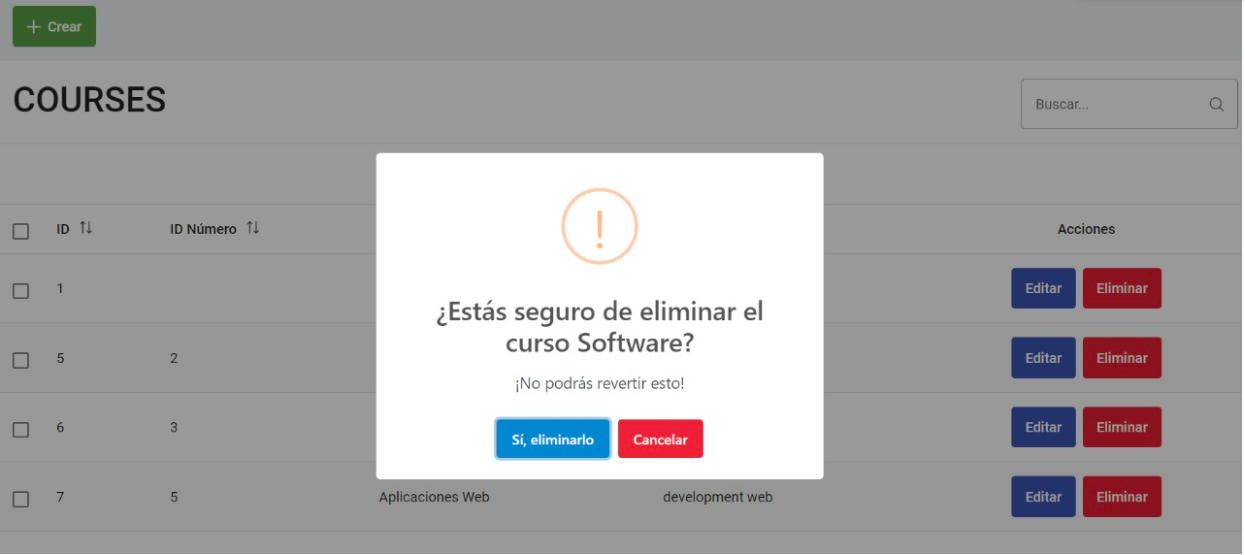 + Crear
COURSES
Buscar...
ID ID Número Acciones
1 Editar Eliminar
5 2 Editar Eliminar
6 3 Editar Eliminar
7 5 Aplicaciones Web development web Editar Eliminar
¿Estás seguro de eliminar el
curso Software?
¡No podrás revertir esto!
Sí, eliminarlo Cancelar